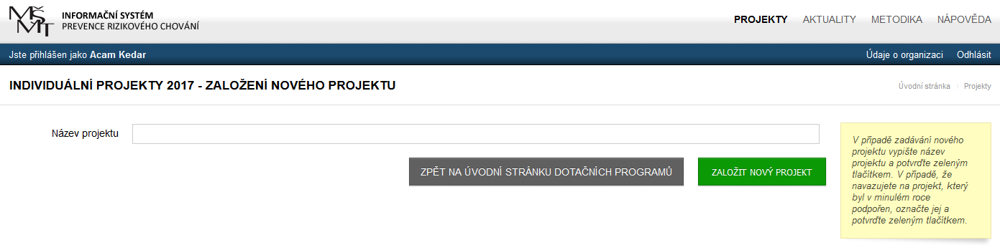 MŠMT
INFORMAČNÍ SYSTÉM
PREVENCE RIZIKOVÉHO CHOVÁNÍ
PROJEKTY AKTUALITY METODIKA NÁPOVĚDA
Jste přihlášen jako Acam Kedar
Údaje o organizaci Odhlásit
INDIVIDUÁLNÍ PROJEKTY 2017 - ZALOŽENÍ NOVÉHO PROJEKTU
Úvodní stránka Projekty
Název projektu
ZPĚT NA ÚVODNÍ STRÁNKU DOTAČNÍCH PROGRAMŮ
ZALOŽIT NOVÝ PROJEKT
V případě zadávání nového
projektu vypište název
projektu a potvrďte zeleným
tlačítkem. V případě, že
navazujete na projekt, který
byl v minulém roce
podpořen, označte jej a
potvrďte zeleným tlačítkem.